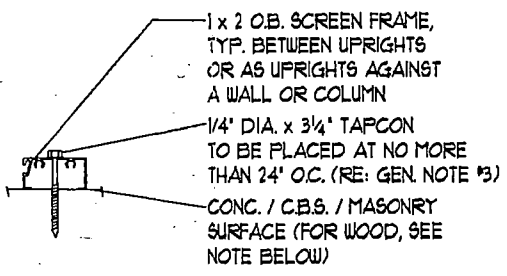 1 x 2 O.B. SCREEN FRAME,
TYP. BETWEEN UPRIGHTS
OR AS UPRIGHTS AGAINST
A WALL OR COLUMN
1/4" DIA. x 3 1/4" TAPCON
TO BE PLACED AT NO MORE
THAN 24" O.C. (RE: GEN. NOTE #3)
CONC. / C.B.S. / MASONRY
SURFACE (FOR WOOD, SEE
NOTE BELOW)